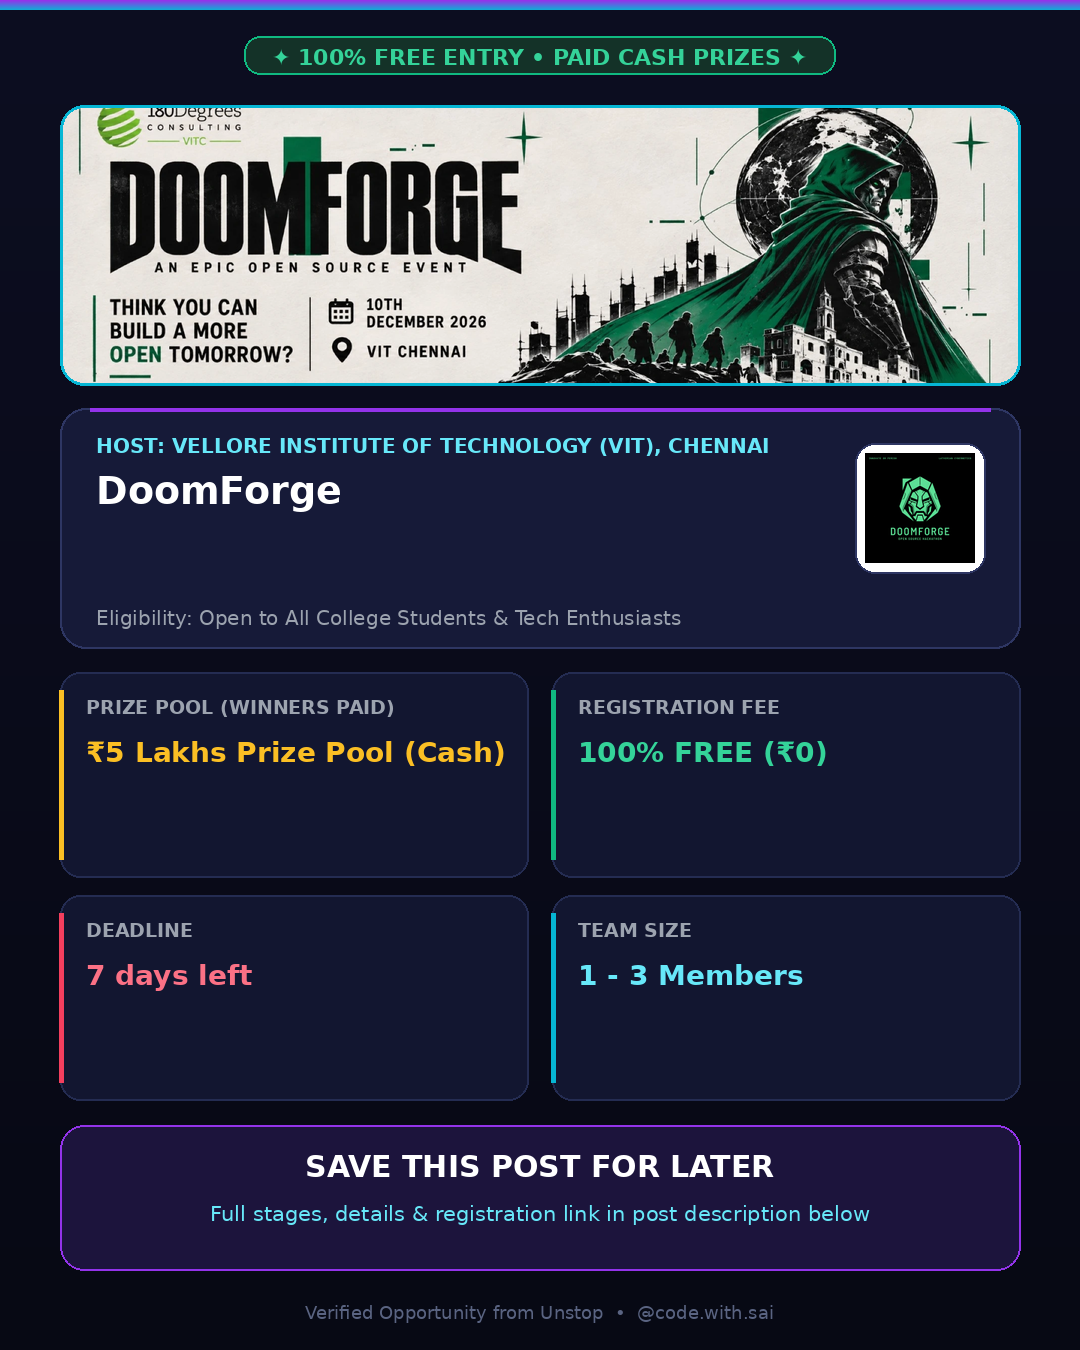 ✦ 100% FREE ENTRY • PAID CASH PRIZES ✦
180Degrees
CONSULTING
VITC
DOOMFORGE
AN EPIC OPEN SOURCE EVENT
THINK YOU CAN
BUILD A MORE
OPEN TOMORROW?
10TH
DECEMBER 2026
VIT CHENNAI
HOST: VELLORE INSTITUTE OF TECHNOLOGY (VIT), CHENNAI
DoomForge
DOOMFORGE
Eligibility: Open to All College Students & Tech Enthusiasts
PRIZE POOL (WINNERS PAID)
₹5 Lakhs Prize Pool (Cash)
REGISTRATION FEE
100% FREE (₹0)
DEADLINE
7 days left
TEAM SIZE
1 - 3 Members
SAVE THIS POST FOR LATER
Full stages, details & registration link in post description below
Verified Opportunity from Unstop • @code.with.sai